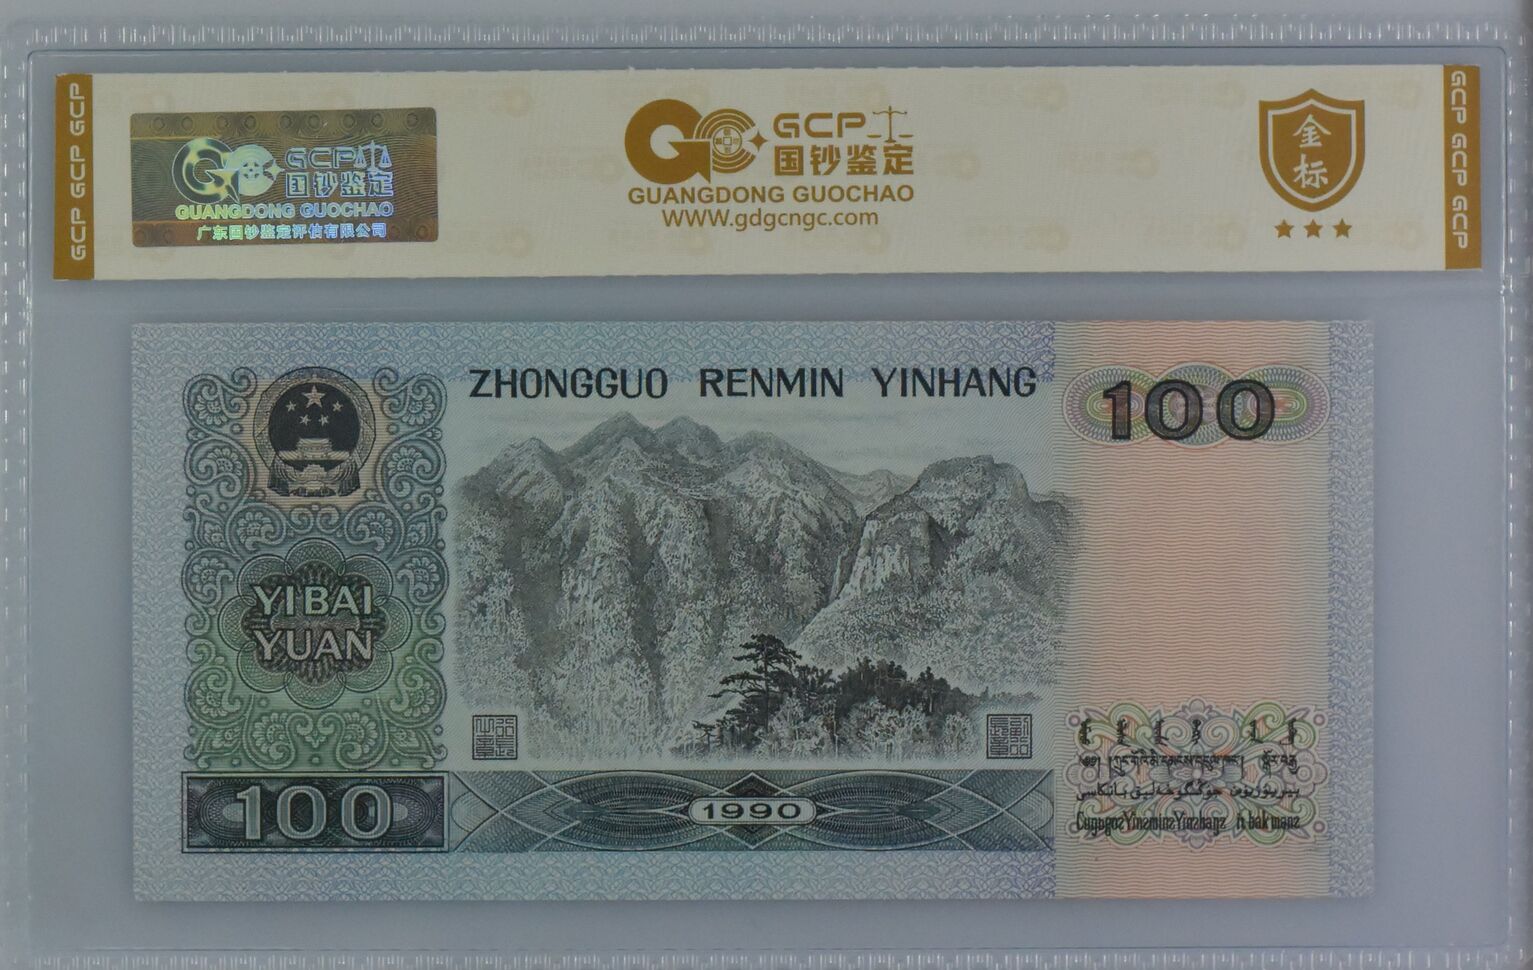 GCP GCP GCP
GCP
国钞鉴定
GUANGDONG GUOCHAO
广东国钞鉴定评估有限公司
GCP
国钞鉴定
GUANGDONG GUOCHAO
WWW.gdgcngc.com
金标
GCP GCP GCP
ZHONGGUO RENMIN YINHANG
100
YI BAI
YUAN
100
1990